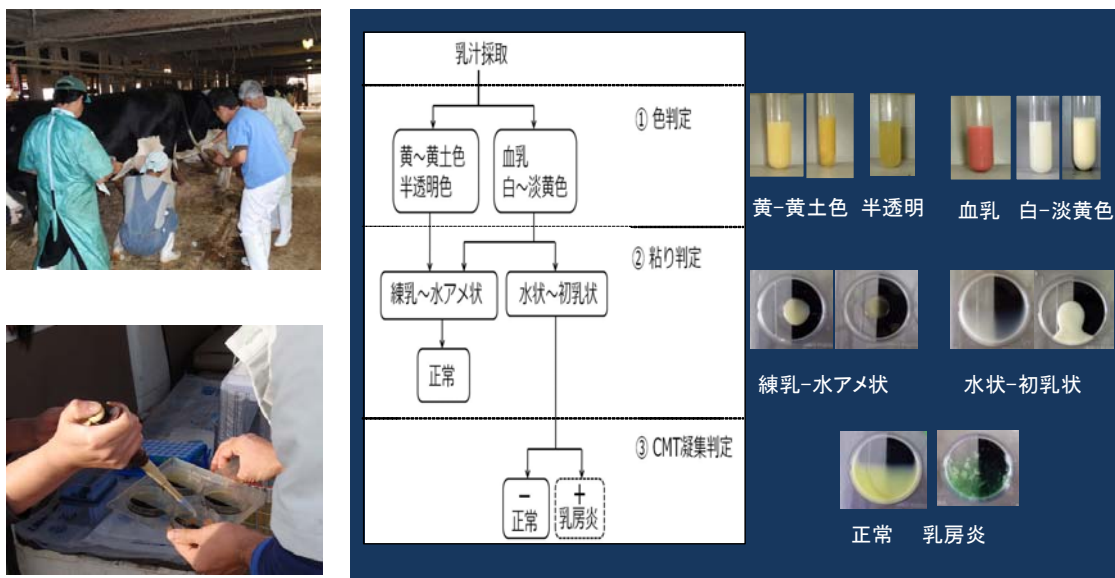 乳汁採取
① 色判定
黄～黄土色
半透明色
血乳
白～淡黄色
② 粘り判定
練乳～水アメ状
水状～初乳状
正常
③ CMT凝集判定
－
正常
＋
乳房炎
黄-黄土色 半透明
血乳 白-淡黄色
練乳-水アメ状
水状-初乳状
正常 乳房炎